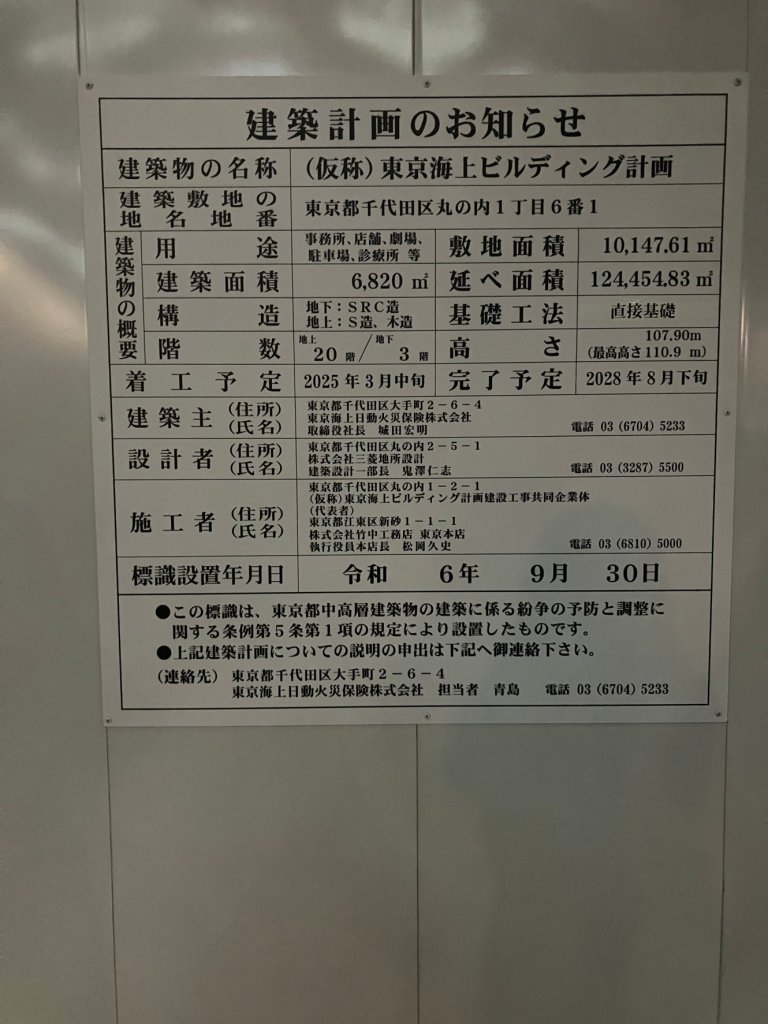 建築計画のお知らせ
建築物の名称 (仮称)東京海上ビルディング計画
建築敷地の地名地番 東京都千代田区丸の内1丁目6番1
建築物の概要
用途 事務所、店舗、劇場、駐車場、診療所 等 敷地面積 10,147.61 ㎡
建築面積 6,820 ㎡ 延べ面積 124,454.83 ㎡
構造 地下:SRC造 地上:S造、木造 基礎工法 直接基礎
階数 地上20階/地下3階 高さ 107.90m (最高高さ110.9 m)
着工予定 2025年3月中旬 完了予定 2028年8月下旬
建築主 (住所)(氏名)
東京都千代田区大手町2-6-4
東京海上日動火災保険株式会社
取締役社長 城田宏明 電話 03 (6704) 5233
設計者 (住所)(氏名)
東京都千代田区丸の内2-5-1
株式会社三菱地所設計
建築設計一部長 鬼澤仁志 電話 03 (3287) 5500
施工者 (住所)(氏名)
東京都千代田区丸の内1-2-1
(仮称)東京海上ビルディング計画建設工事共同企業体
(代表者)
東京都江東区新砂1-1-1
株式会社竹中工務店 東京本店
執行役員本店長 松岡久史 電話 03 (6810) 5000
標識設置年月日 令和 6年 9月 30日
●この標識は、東京都中高層建築物の建築に係る紛争の予防と調整に
関する条例第5条第1項の規定により設置したものです。
●上記建築計画についての説明の申出は下記へ御連絡下さい。
(連絡先) 東京都千代田区大手町2-6-4
東京海上日動火災保険株式会社 担当者 青島 電話 03 (6704) 5233